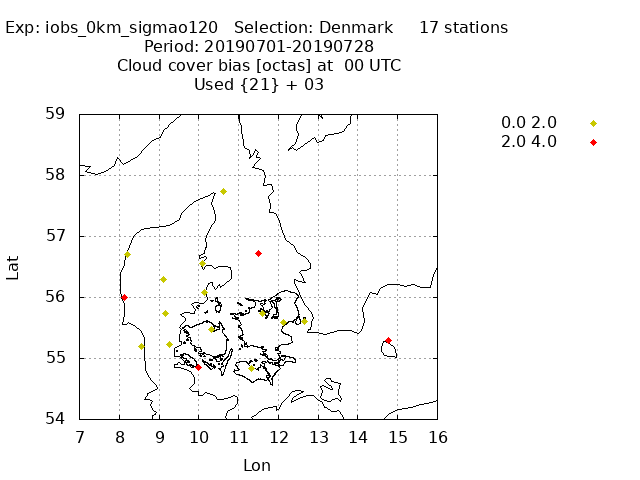 Exp: iobs_0km_sigmao120   Selection: Denmark     17 stations
Period: 20190701-20190728
Cloud cover bias [octas] at  00 UTC
Used {21} + 03
0.0 2.0
2.0 4.0
59
58
57
56
55
54
Lat
7 8 9 10 11 12 13 14 15 16
Lon